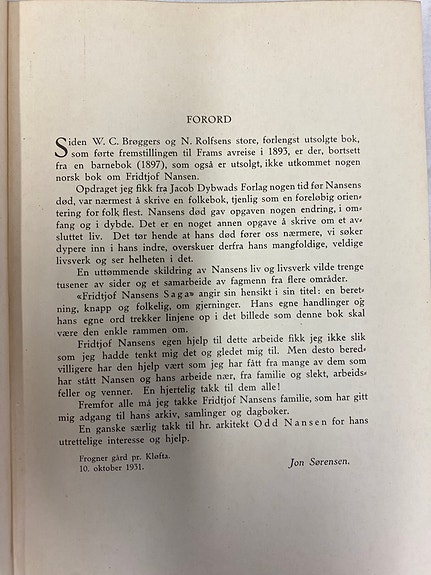 FORORD
Siden W. C. Brøggers og N. Rolfsens store, forlengst utsolgte bok,
som førte fremstillingen til Frams avreise i 1893, er der, bortsett
fra en barnebok (1897), som også er utsolgt, ikke utkommet nogen
norsk bok om Fridtjof Nansen.
Opdraget jeg fikk fra Jacob Dybwads Forlag nogen tid før Nansens
død, var nærmest å skrive en folkebok, tjenlig som en foreløbig orien-
tering for folk flest. Nansens død gav opgaven nogen endring, i om-
fang og i dybde. Det er en noget annen opgave å skrive om et av-
sluttet liv. Det tør hende at hans død fører oss nærmere, vi søker
dypere inn i hans indre, overskuer derfra hans mangfoldige, veldige
livsverk og ser helheten i det.
En uttømmende skildring av Nansens liv og livsverk vilde trenge
tusener av sider og et samarbeide av fagmenn fra flere områder.
«Fridtjof Nansens Saga» angir sin hensikt i sin titel: en beret-
ning, knapp og folkelig, om gjerninger. Hans egne handlinger og
hans egne ord trekker linjene op i det billede som denne bok skal
være den enkle rammen om.
Fridtjof Nansens egen hjelp til dette arbeide fikk jeg ikke slik
som jeg hadde tenkt mig det og gledet mig til. Men desto bered-
villigere har den hjelp vært som jeg har fått fra mange av dem som
har stått Nansen og hans arbeide nær, fra familie og slekt, arbeids-
feller og venner. En hjertelig takk til dem alle!
Fremfor alle må jeg takke Fridtjof Nansens familie, som har gitt
mig adgang til hans arkiv, samlinger og dagbøker.
En ganske særlig takk til hr. arkitekt Odd Nansen for hans
utrettelige interesse og hjelp.
Frogner gård pr. Kløfta.
10. oktober 1931.
Jon Sørensen.